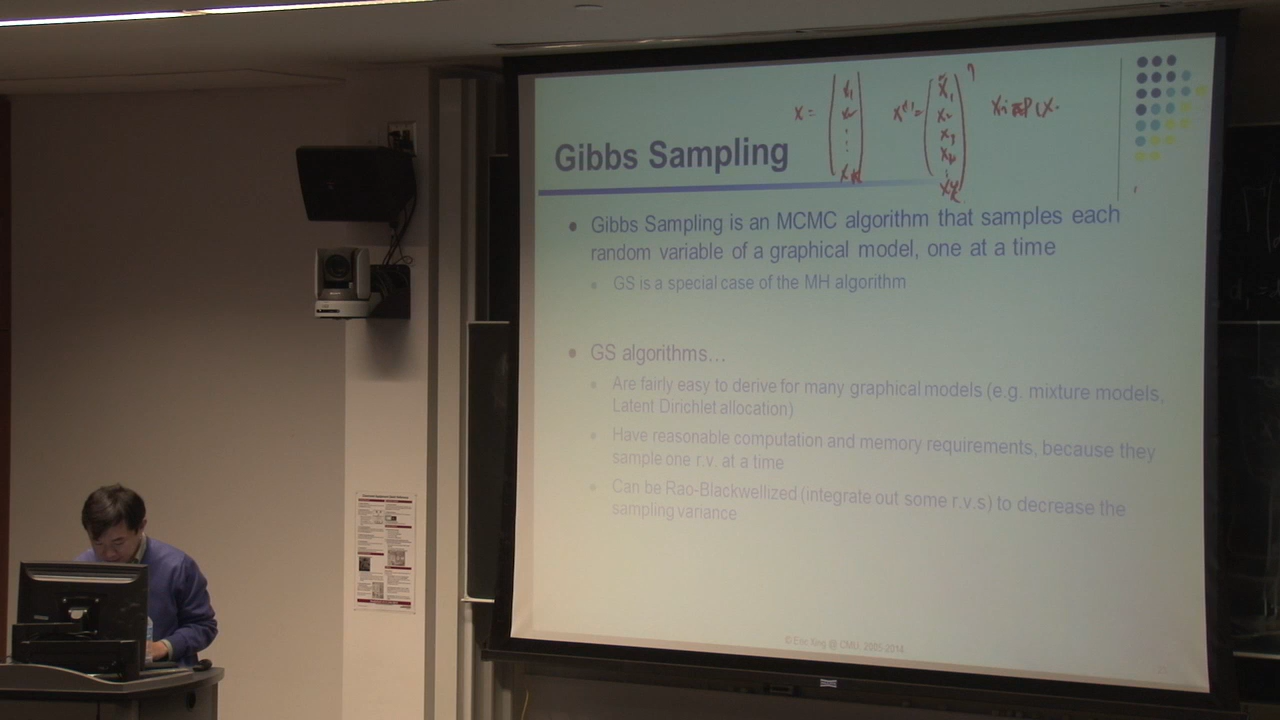 Gibbs Sampling
Gibbs Sampling is an MCMC algorithm that samples each
random variable of a graphical model, one at a time
GS is a special case of the MH algorithm
GS algorithms…
Are fairly easy to derive for many graphical models (e.g. mixture models,
Latent Dirichlet allocation)
Have reasonable computation and memory requirements, because they
sample one r.v. at a time
Can be Rao-Blackwellized (integrate out some r.v.s) to decrease the
sampling variance
© Eric Xing @ CMU, 2005-2014